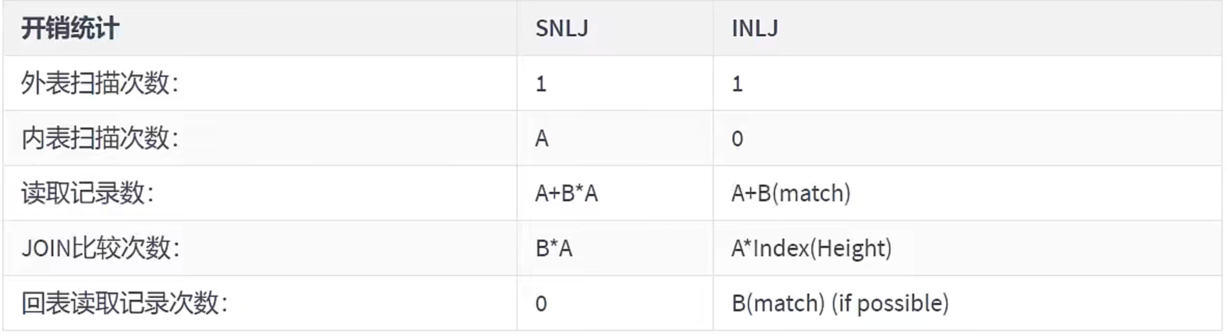 开销统计 SNLJ INLJ
外表扫描次数: 1 1
内表扫描次数: A 0
读取记录数: A+B*A A+B(match)
JOIN比较次数: B*A A*Index(Height)
回表读取记录次数: 0 B(match) (if possible)